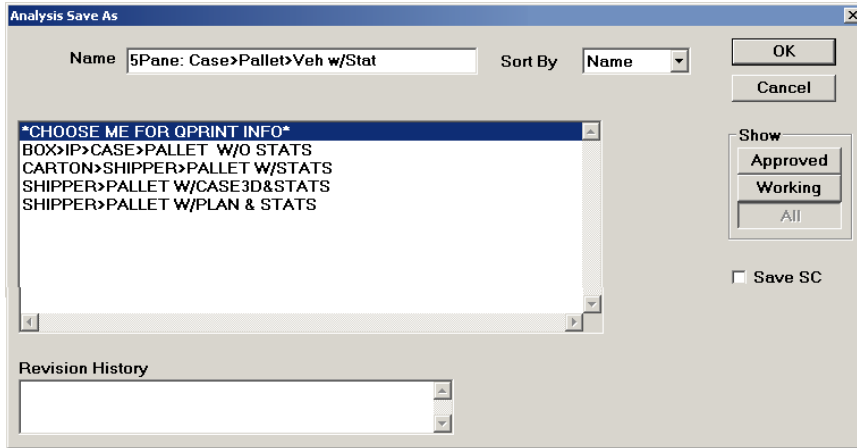 Analysis Save As
Name 5Pane: Case>Pallet>Veh w/Stat Sort By Name OK
Cancel
*CHOOSE ME FOR QPRINT INFO*
BOX>IP>CASE>PALLET  W/O STATS
CARTON>SHIPPER>PALLET W/STATS
SHIPPER>PALLET W/CASE3D&STATS
SHIPPER>PALLET W/PLAN & STATS
Show
Approved
Working
All
Save SC
Revision History